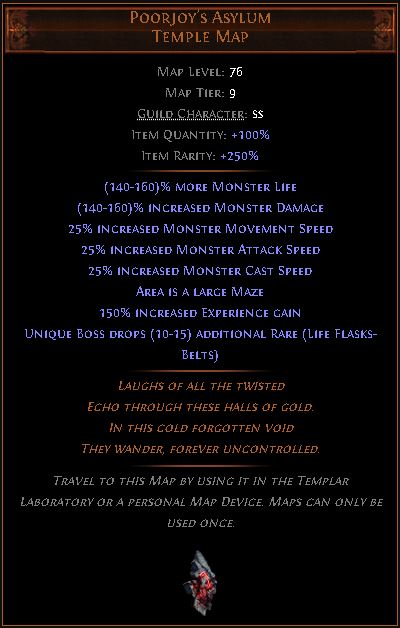 Poorjoy's Asylum
Temple Map
Map Level: 76
Map Tier: 9
Guild Character: ss
Item Quantity: +100%
Item Rarity: +250%
(140-160)% more Monster Life
(140-160)% increased Monster Damage
25% increased Monster Movement Speed
25% increased Monster Attack Speed
25% increased Monster Cast Speed
Area is a large Maze
150% increased Experience gain
Unique Boss drops (10-15) additional Rare (Life Flasks-
Belts)
Laughs of all the twisted
Echo through these halls of gold.
In this cold forgotten void
They wander, forever uncontrolled.
Travel to this Map by using it in the Templar
Laboratory or a personal Map Device. Maps can only be
used once.